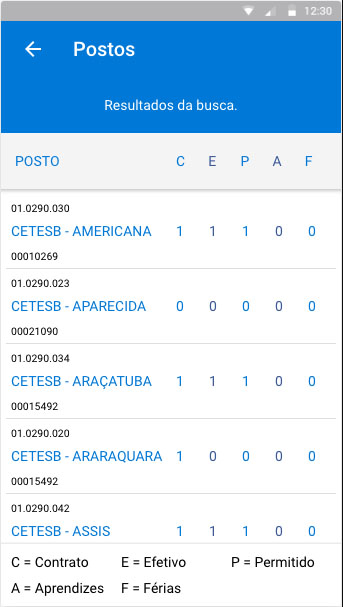 12:30
Postos
Resultados da busca.
POSTO C E P A F
01.0290.030
CETESB - AMERICANA 1 1 1 0 0
00010269
01.0290.023
CETESB - APARECIDA 0 0 0 0 0
00021090
01.0290.034
CETESB - ARAÇATUBA 1 1 1 0 0
00015492
01.0290.020
CETESB - ARARAQUARA 1 0 0 0 0
00015492
01.0290.042
CETESB - ASSIS 1 1 1 0 0
C = Contrato E = Efetivo P = Permitido
A = Aprendizes F = Férias